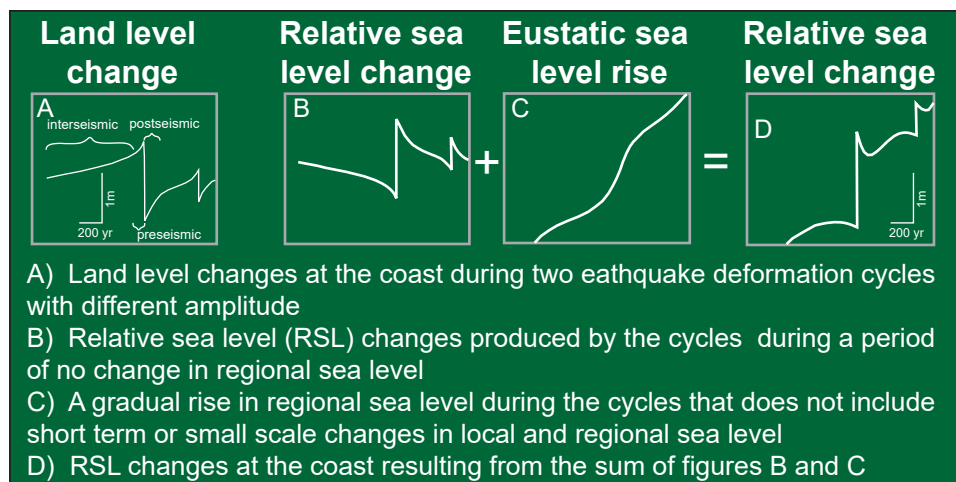 Land level change
Relative sea level change
Eustatic sea level rise
Relative sea level change
A
interseismic
postseismic
1m
200 yr
preseismic
B
+
C
=
D
1m
200 yr
A) Land level changes at the coast during two eathquake deformation cycles
with different amplitude
B) Relative sea level (RSL) changes produced by the cycles during a period
of no change in regional sea level
C) A gradual rise in regional sea level during the cycles that does not include
short term or small scale changes in local and regional sea level
D) RSL changes at the coast resulting from the sum of figures B and C